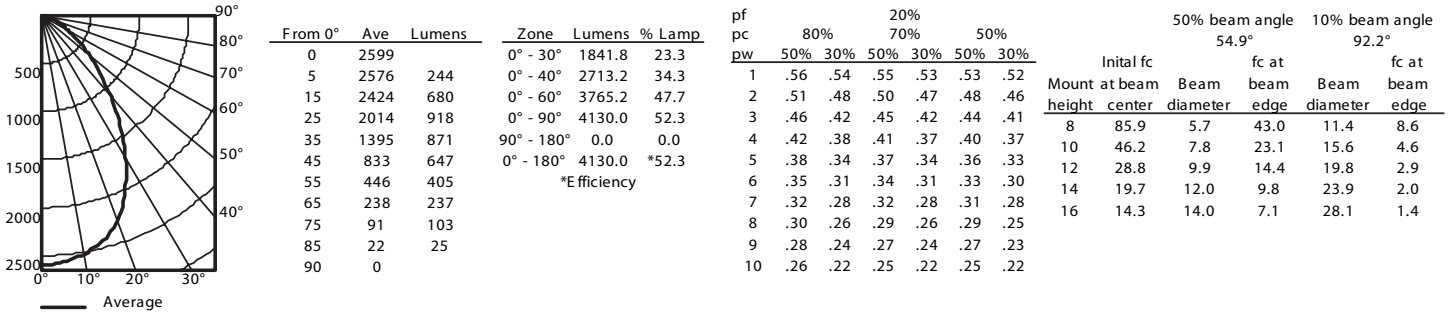 90°
80°
70°
60°
50°
40°
500
1000
1500
2000
2500
0° 10° 20° 30°
Average
From 0° Ave Lumens
0 2599
5 2576 244
15 2424 680
25 2014 918
35 1395 871
45 833 647
55 446 405
65 238 237
75 91 103
85 22 25
90 0
Zone Lumens % Lamp
0° - 30° 1841.8 23.3
0° - 40° 2713.2 34.3
0° - 60° 3765.2 47.7
0° - 90° 4130.0 52.3
90° - 180° 0.0 0.0
0° - 180° 4130.0 *52.3
*Efficiency
pf 20%
pc 80% 70% 50%
pw 50% 30% 50% 30% 50% 30%
1 .56 .54 .55 .53 .53 .52
2 .51 .48 .50 .47 .48 .46
3 .46 .42 .45 .42 .44 .41
4 .42 .38 .41 .37 .40 .37
5 .38 .34 .37 .34 .36 .33
6 .35 .31 .34 .31 .33 .30
7 .32 .28 .32 .28 .31 .28
8 .30 .26 .29 .26 .29 .25
9 .28 .24 .27 .24 .27 .23
10 .26 .22 .25 .22 .25 .22
50% beam angle 10% beam angle
54.9° 92.2°
Inital fc fc at fc at
Mount at beam Beam beam Beam beam
height center diameter edge diameter edge
8 85.9 5.7 43.0 11.4 8.6
10 46.2 7.8 23.1 15.6 4.6
12 28.8 9.9 14.4 19.8 2.9
14 19.7 12.0 9.8 23.9 2.0
16 14.3 14.0 7.1 28.1 1.4